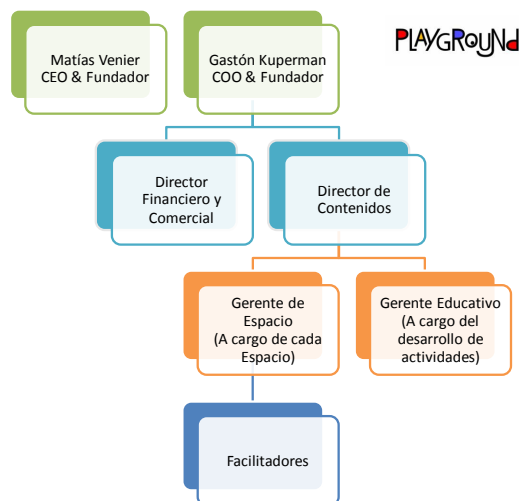 PLAYGROUNd
Matías Venier
CEO & Fundador
Gastón Kuperman
COO & Fundador
Director
Financiero y
Comercial
Director de
Contenidos
Gerente de
Espacio
(A cargo de cada
Espacio)
Gerente Educativo
(A cargo del
desarrollo de
actividades)
Facilitadores